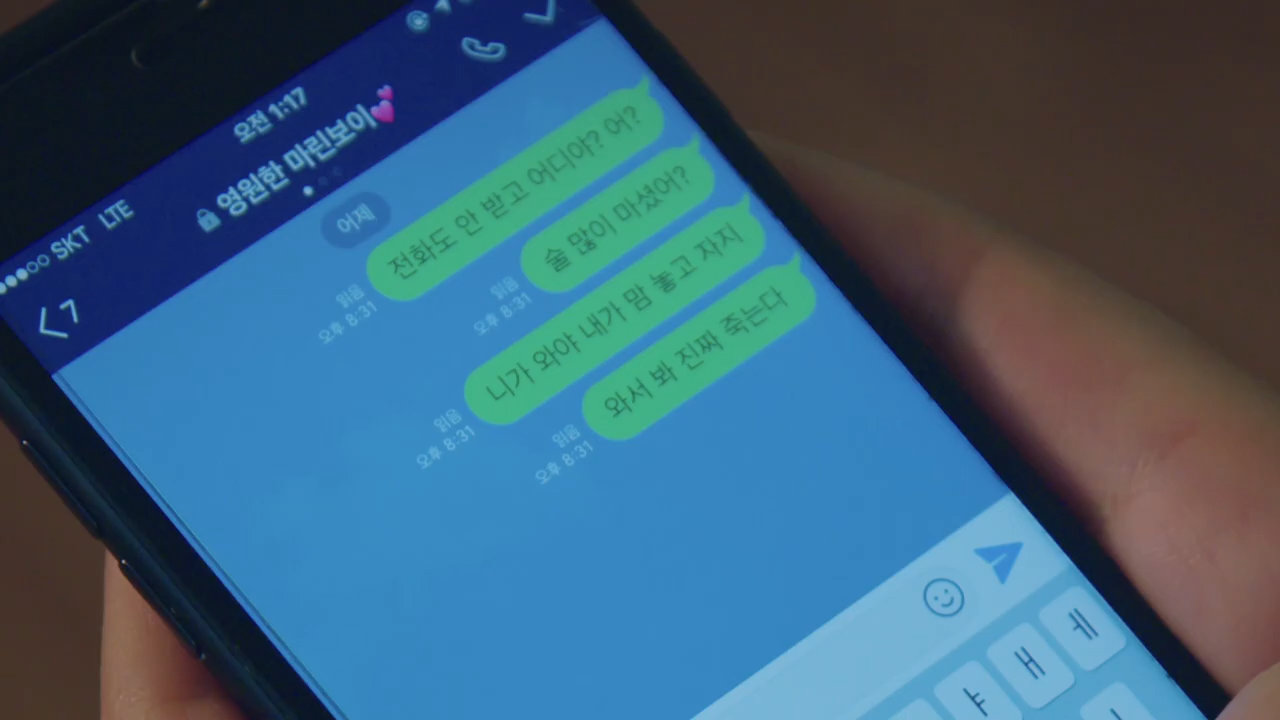 오전 1:17
SKT LTE
영원한 마린보이
7
어제
전화도 안 받고 어디야? 어?
읽음
오후 8:31
술 많이 마셨어?
읽음
오후 8:31
니가 와야 내가 맘 놓고 자지
읽음
오후 8:31
와서 봐 진짜 죽는다
읽음
오후 8:31
ㅑ ㅐ ㅔ